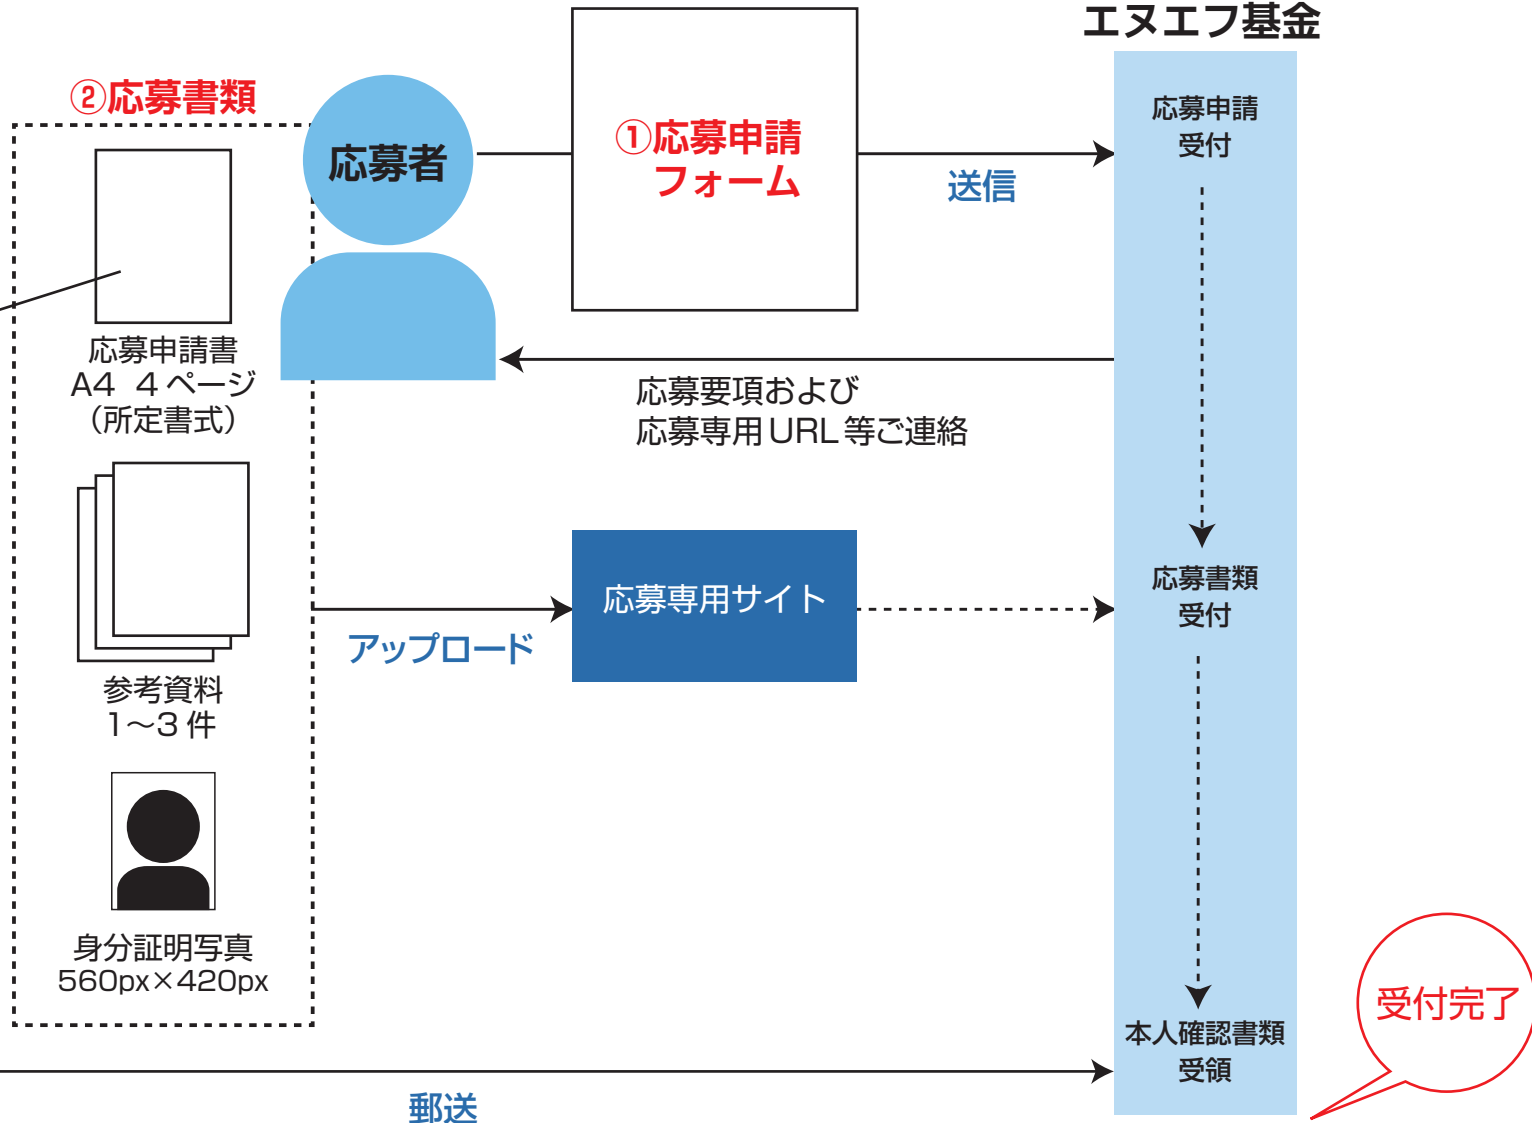 エヌエフ基金
②応募書類
応募者
①応募申請
フォーム
送信
応募申請
受付
応募申請書
A4 4ページ
（所定書式）
応募要項および
応募専用URL等ご連絡
参考資料
1〜3件
アップロード
応募専用サイト
応募書類
受付
身分証明写真
560px×420px
本人確認書類
受領
受付完了
郵送